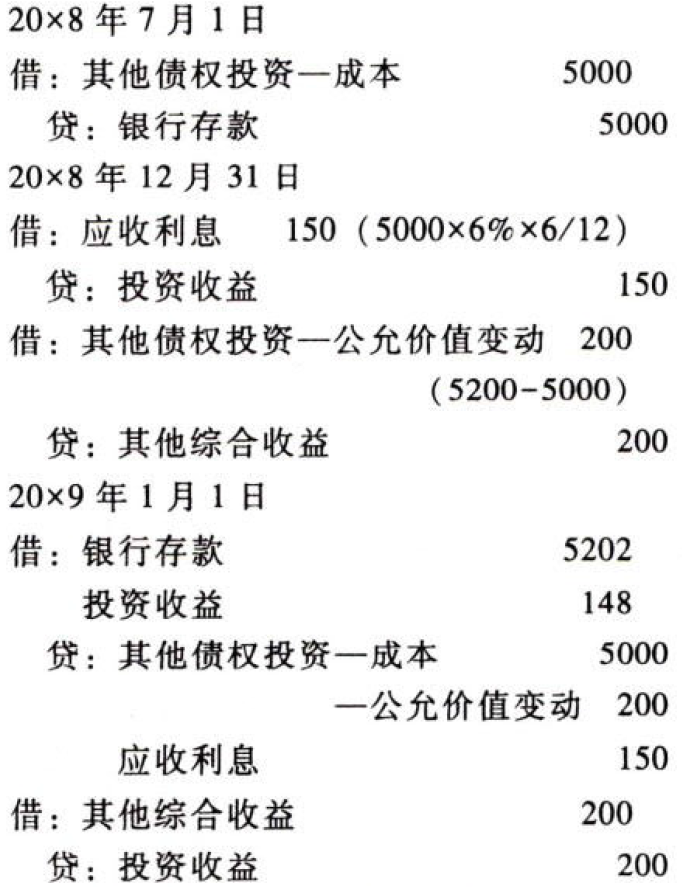 20×8 年 7 月 1 日
借：其他债权投资—成本 5000
贷：银行存款 5000
20×8 年 12 月 31 日
借：应收利息 150（5000×6%×6/12）
贷：投资收益 150
借：其他债权投资—公允价值变动 200
（5200-5000）
贷：其他综合收益 200
20×9 年 1 月 1 日
借：银行存款 5202
投资收益 148
贷：其他债权投资—成本 5000
—公允价值变动 200
应收利息 150
借：其他综合收益 200
贷：投资收益 200